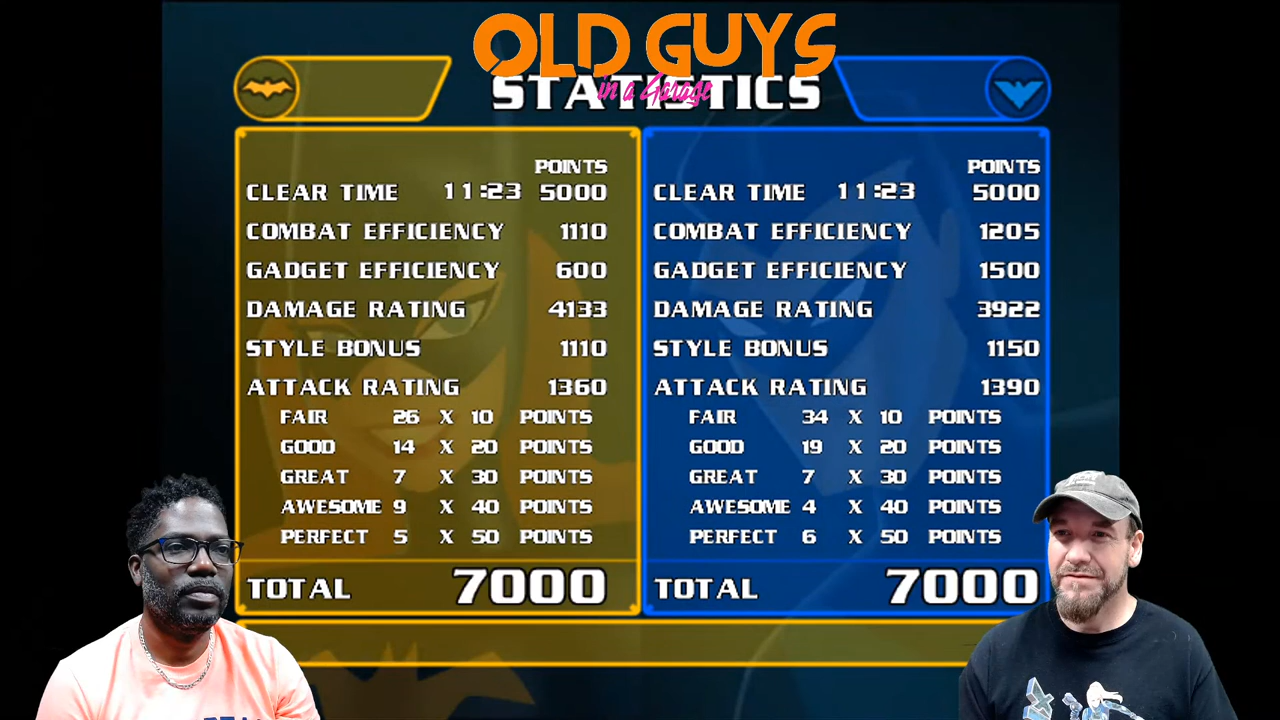 OLD GUYS
in a Garage
STATISTICS
POINTS
CLEAR TIME 11:23 5000
COMBAT EFFICIENCY 1110
GADGET EFFICIENCY 600
DAMAGE RATING 4133
STYLE BONUS 1110
ATTACK RATING 1360
FAIR 26 X 10 POINTS
GOOD 14 X 20 POINTS
GREAT 7 X 30 POINTS
AWESOME 9 X 40 POINTS
PERFECT 5 X 50 POINTS
TOTAL 7000
POINTS
CLEAR TIME 11:23 5000
COMBAT EFFICIENCY 1205
GADGET EFFICIENCY 1500
DAMAGE RATING 3922
STYLE BONUS 1150
ATTACK RATING 1390
FAIR 34 X 10 POINTS
GOOD 19 X 20 POINTS
GREAT 7 X 30 POINTS
AWESOME 4 X 40 POINTS
PERFECT 6 X 50 POINTS
TOTAL 7000